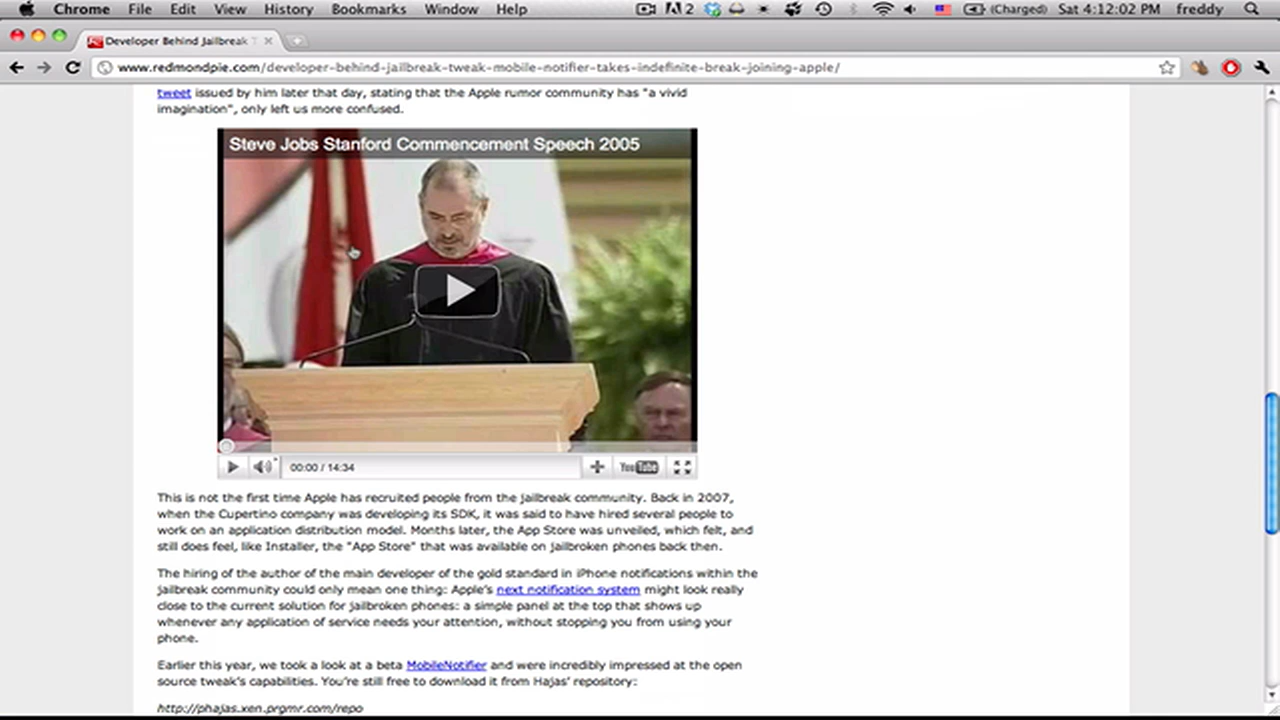 Chrome File Edit View History Bookmarks Window Help 2 (Charged) Sat 4:12:02 PM freddy
Developer Behind Jailbreak T
www.redmondpie.com/developer-behind-jailbreak-tweak-mobile-notifier-takes-indefinite-break-joining-apple/
tweet issued by him later that day, stating that the Apple rumor community has "a vivid
imagination", only left us more confused.
Steve Jobs Stanford Commencement Speech 2005
00:00 / 14:34 YouTube
This is not the first time Apple has recruited people from the jailbreak community. Back in 2007,
when the Cupertino company was developing its SDK, it was said to have hired several people to
work on an application distribution model. Months later, the App Store was unveiled, which felt, and
still does feel, like Installer, the "App Store" that was available on jailbroken phones back then.
The hiring of the author of the main developer of the gold standard in iPhone notifications within the
jailbreak community could only mean one thing: Apple's next notification system might look really
close to the current solution for jailbroken phones: a simple panel at the top that shows up
whenever any application of service needs your attention, without stopping you from using your
phone.
Earlier this year, we took a look at a beta MobileNotifier and were incredibly impressed at the open
source tweak's capabilities. You're still free to download it from Hajas' repository:
http://phajas.xen.prgmr.com/repo